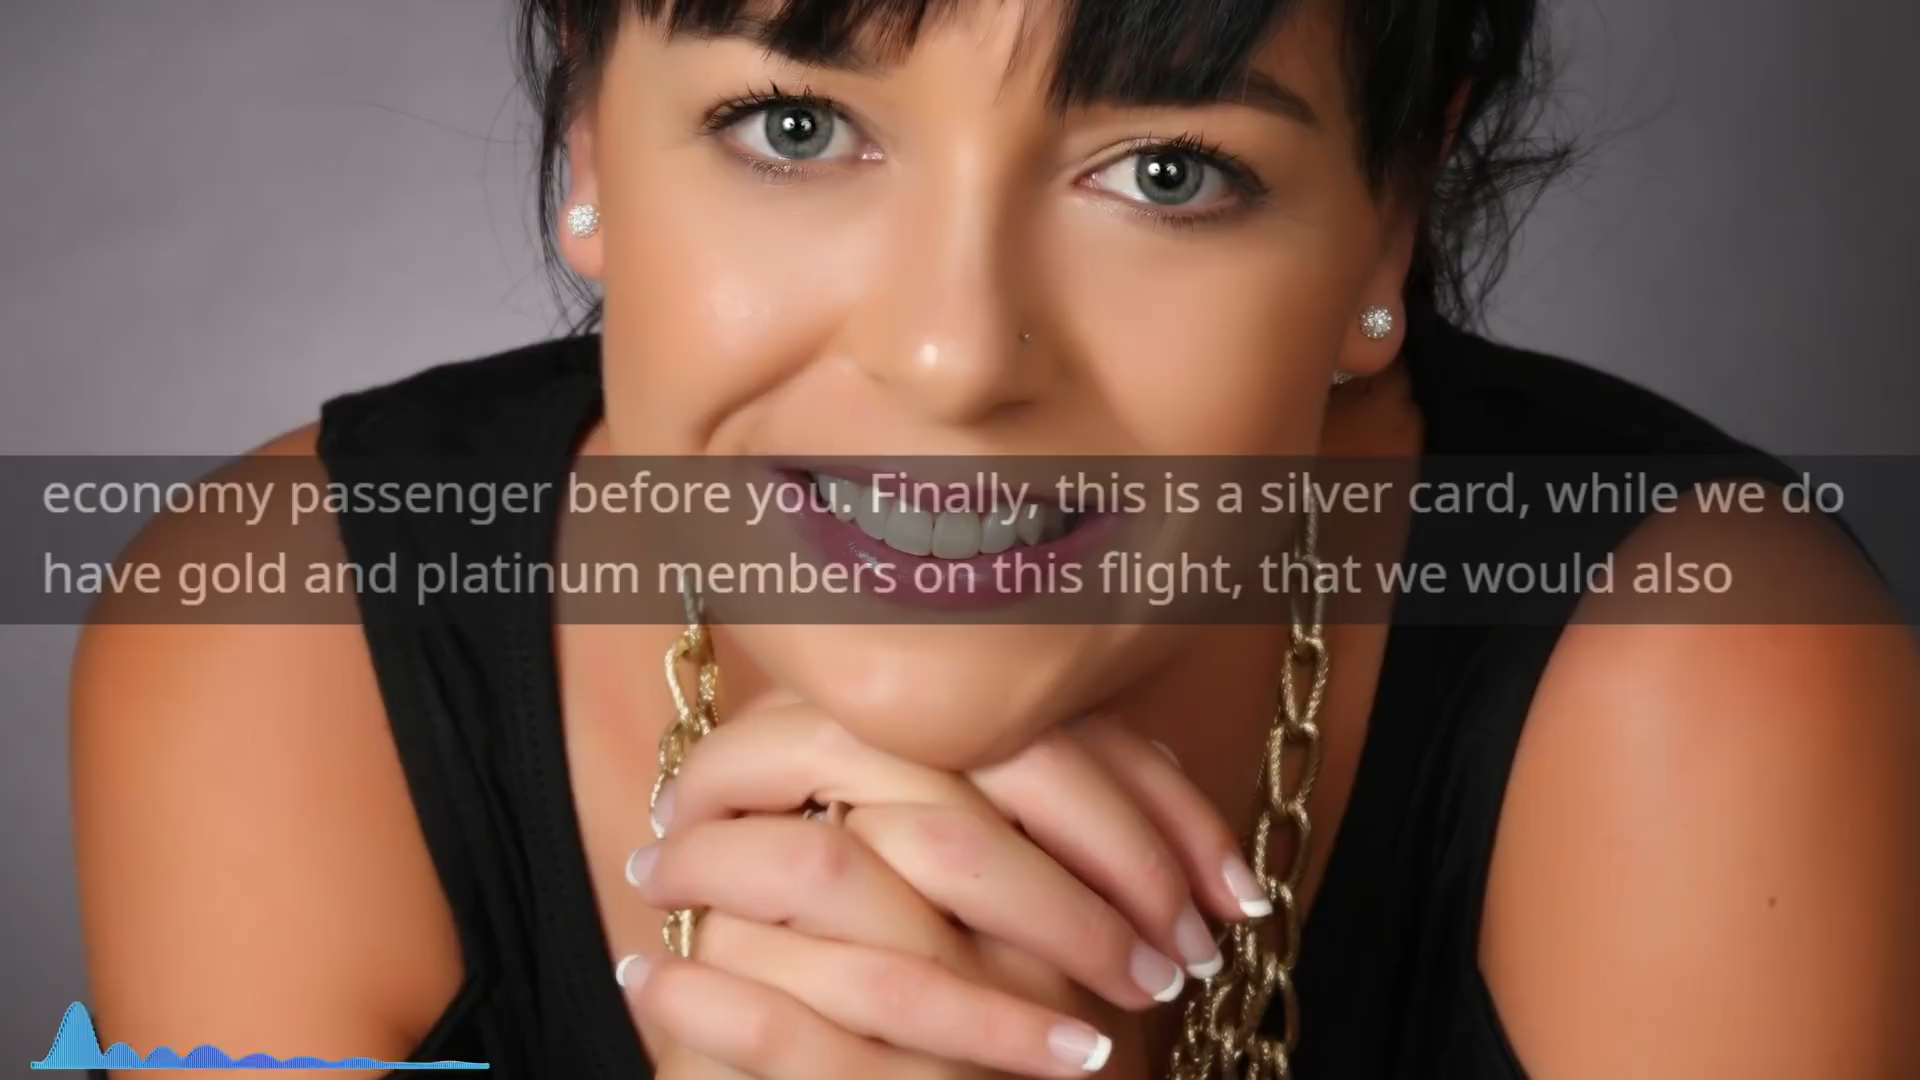 economy passenger before you. Finally, this is a silver card, while we do
have gold and platinum members on this flight, that we would also